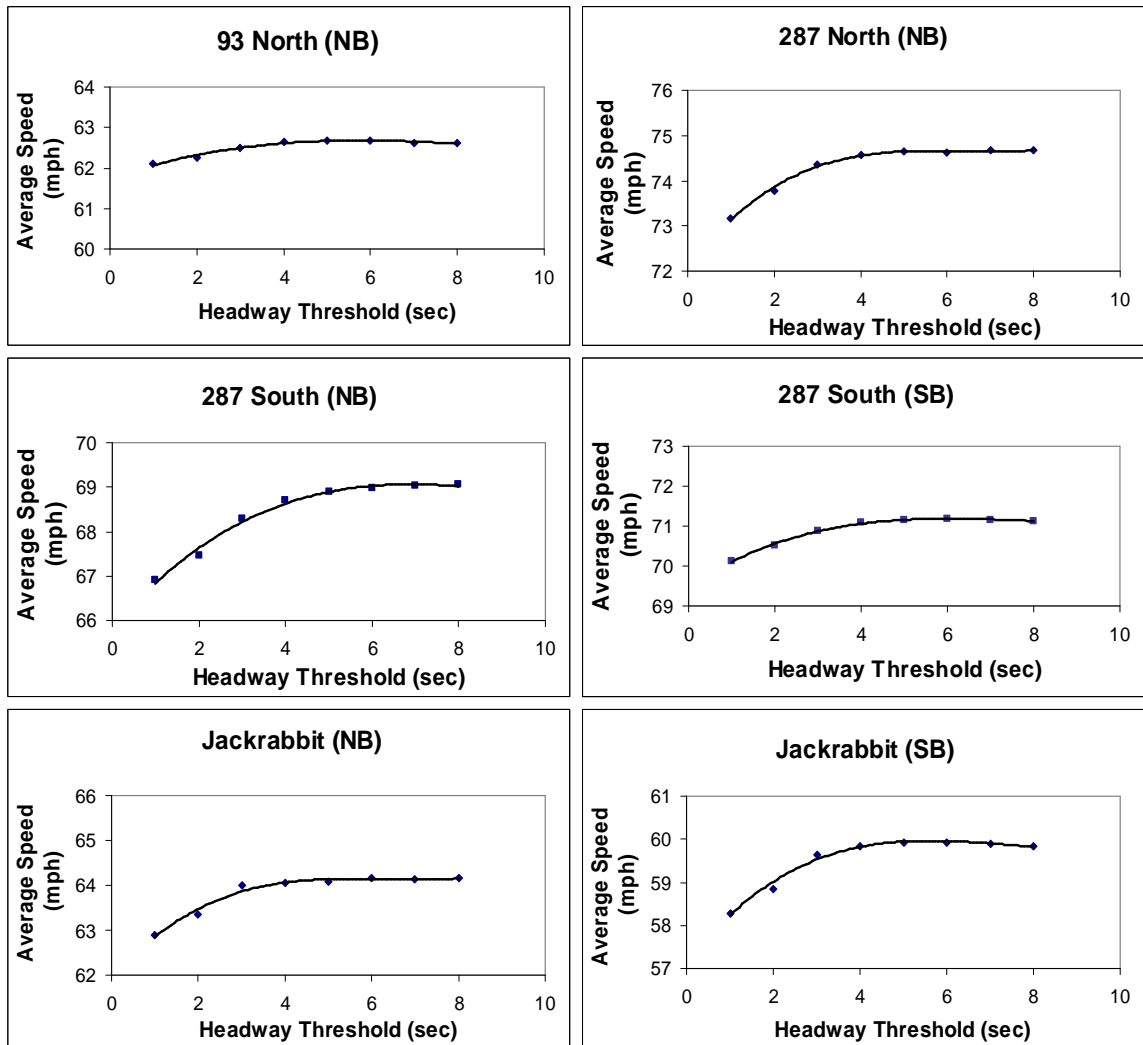 93 North (NB)
64
63
62
61
60
0 2 4 6 8 10
Average Speed
(mph)
Headway Threshold (sec)
287 North (NB)
76
75
74
73
72
0 2 4 6 8 10
Average Speed
(mph)
Headway Threshold (sec)
287 South (NB)
70
69
68
67
66
0 2 4 6 8 10
Average Speed
(mph)
Headway Threshold (sec)
287 South (SB)
73
72
71
70
69
0 2 4 6 8 10
Average Speed
(mph)
Headway Threshold (sec)
Jackrabbit (NB)
66
65
64
63
62
0 2 4 6 8 10
Average Speed
(mph)
Headway Threshold (sec)
Jackrabbit (SB)
61
60
59
58
57
0 2 4 6 8 10
Average Speed
(mph)
Headway Threshold (sec)